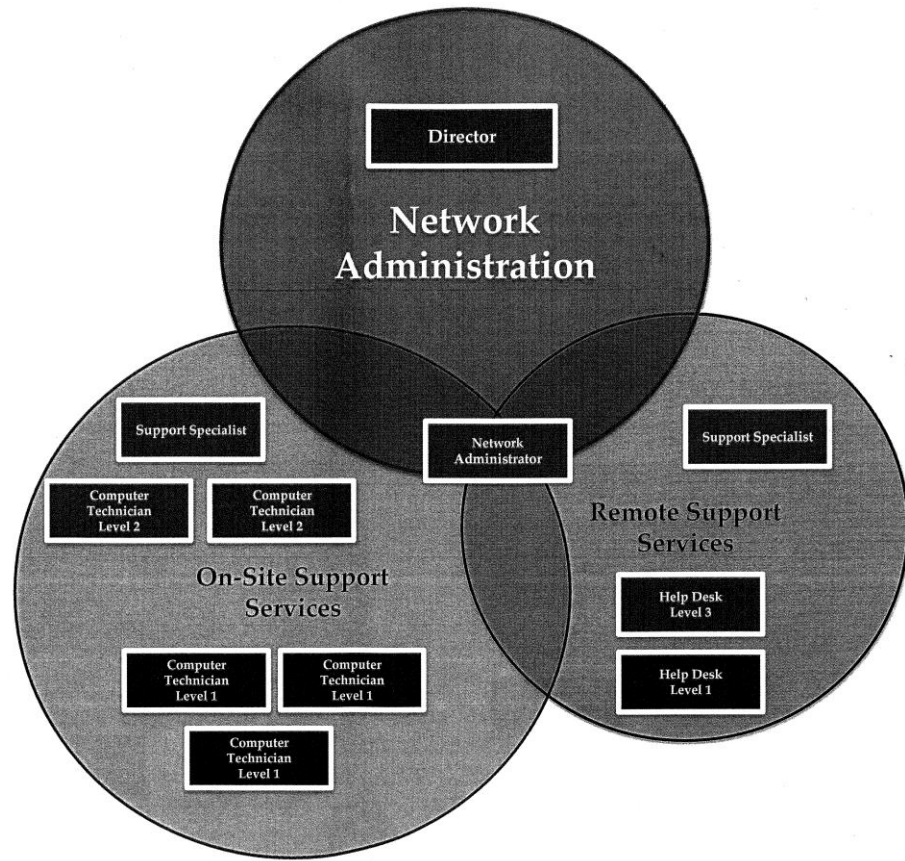 Director
Network
Administration
Support Specialist
Network
Administrator
Support Specialist
Computer
Technician
Level 2
Computer
Technician
Level 2
Remote Support
Services
On-Site Support
Services
Help Desk
Level 3
Computer
Technician
Level 1
Computer
Technician
Level 1
Help Desk
Level 1
Computer
Technician
Level 1